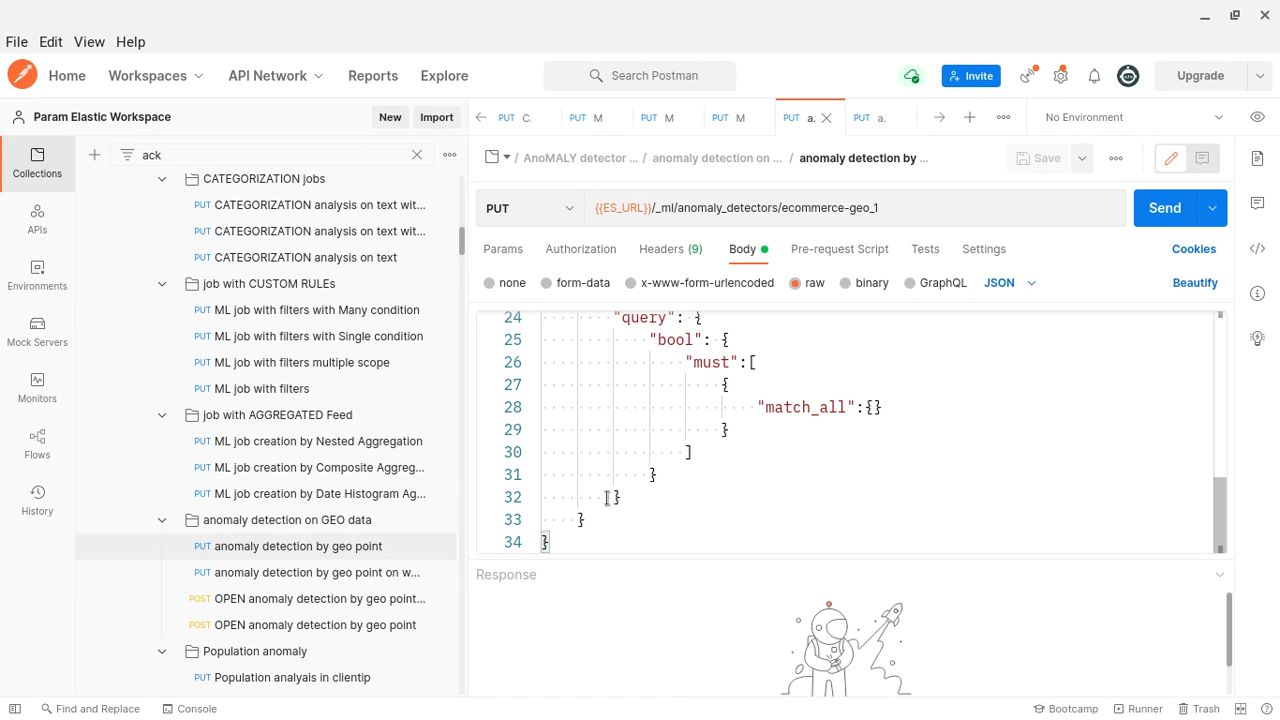 File Edit View Help
Home Workspaces API Network Reports Explore Search Postman Invite Upgrade
Param Elastic Workspace New Import
PUT C. PUT M PUT M PUT M PUT a. PUT a. No Environment
ack
AnoMALY detector ... / anomaly detection on ... / anomaly detection by ... Save
Collections
APIs
Environments
Mock Servers
Monitors
Flows
History
CATEGORIZATION jobs
PUT CATEGORIZATION analysis on text wit...
PUT CATEGORIZATION analysis on text wit...
PUT CATEGORIZATION analysis on text
job with CUSTOM RULEs
PUT ML job with filters with Many condition
PUT ML job with filters with Single condition
PUT ML job with filters multiple scope
PUT ML job with filters
job with AGGREGATED Feed
PUT ML job creation by Nested Aggregation
PUT ML job creation by Composite Aggreg...
PUT ML job creation by Date Histogram Ag...
anomaly detection on GEO data
PUT anomaly detection by geo point
PUT anomaly detection by geo point on w...
POST OPEN anomaly detection by geo point...
POST OPEN anomaly detection by geo point
Population anomaly
PUT Population analyais in clientip
PUT {{ES_URL}}/_ml/anomaly_detectors/ecommerce-geo_1 Send
Params Authorization Headers (9) Body Pre-request Script Tests Settings Cookies
none form-data x-www-form-urlencoded raw binary GraphQL JSON Beautify
24 "query": {
25 "bool": {
26 "must":[
27 {
28 "match_all":{}
29 }
30 ]
31 }
32 }
33 }
34 }
Response
Find and Replace Console Bootcamp Runner Trash